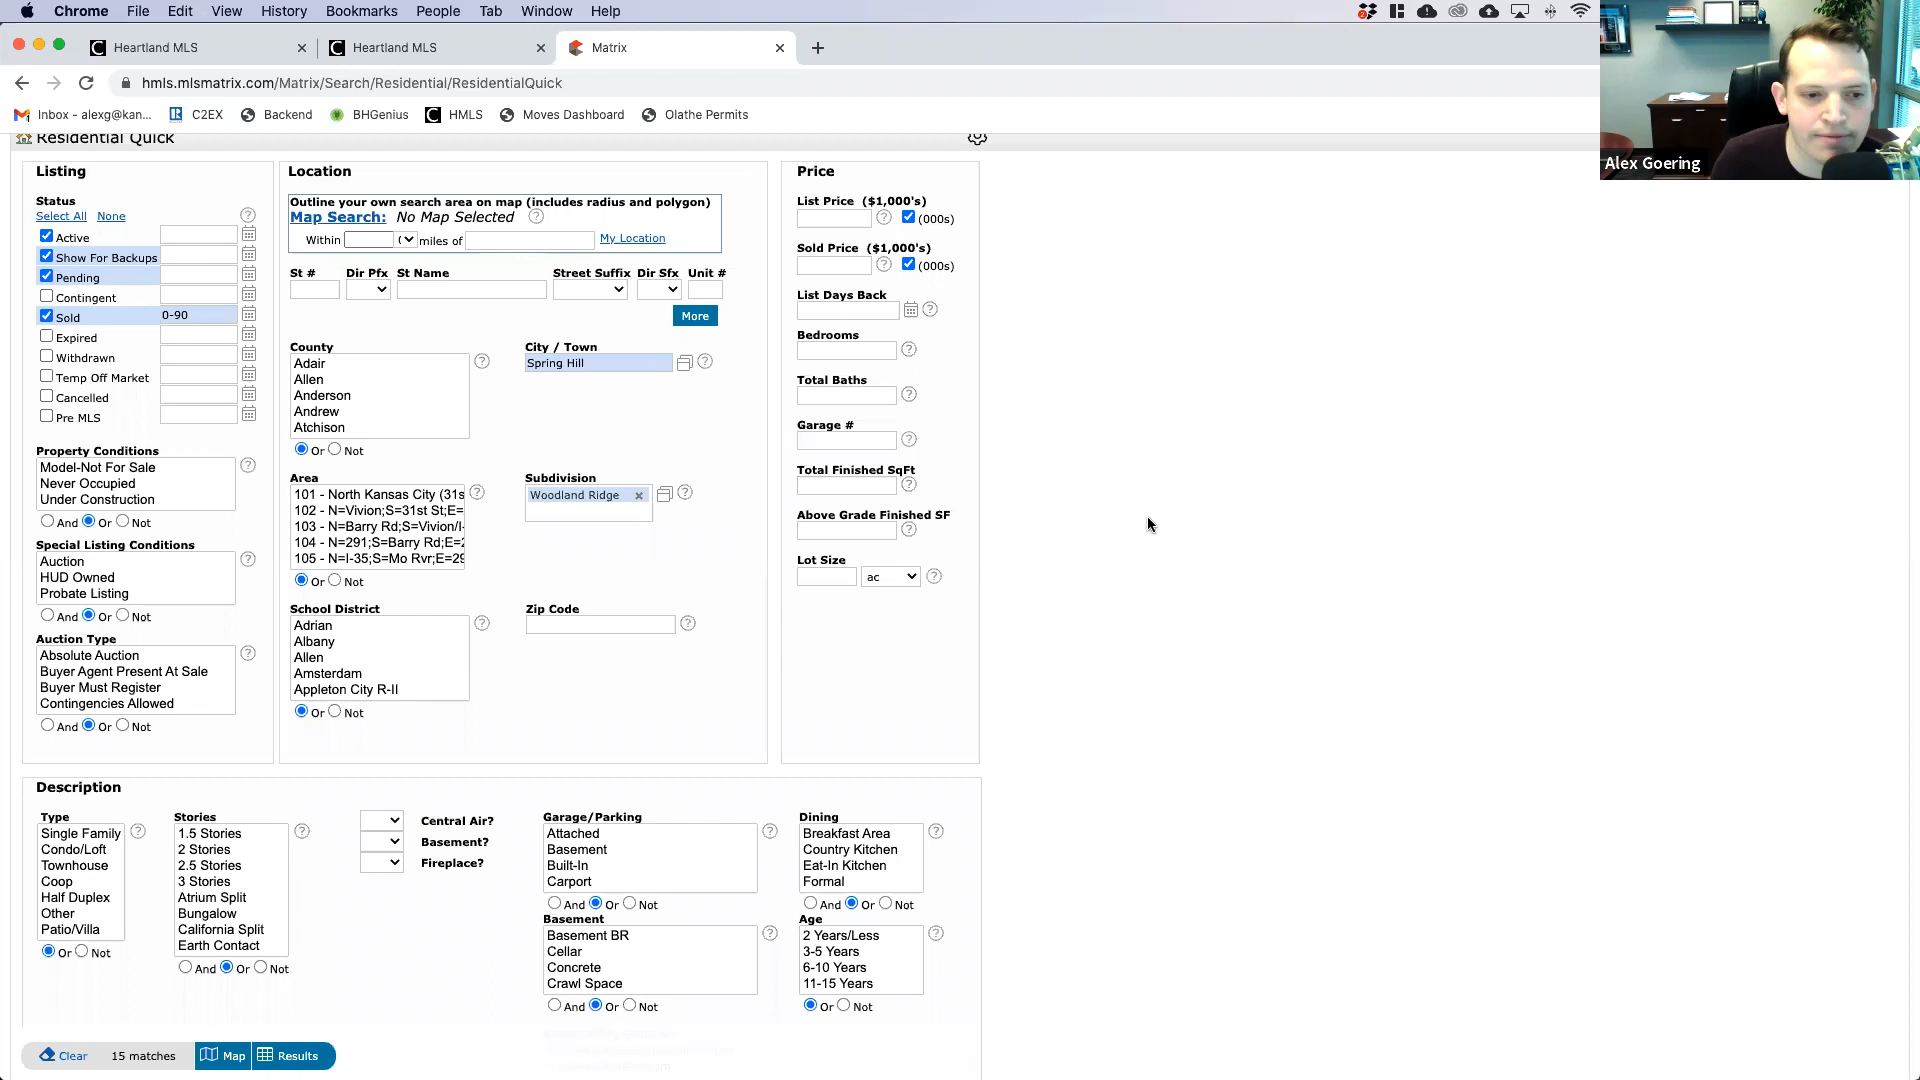 Chrome File Edit View History Bookmarks People Tab Window Help
Heartland MLS
Heartland MLS
Matrix
hmls.mlsmatrix.com/Matrix/Search/Residential/ResidentialQuick
Inbox - alexg@kan... C2EX Backend BHGenius HMLS Moves Dashboard Olathe Permits
Alex Goering
Residential Quick
Listing
Status
Select All None
Active
Show For Backups
Pending
Contingent
Sold 0-90
Expired
Withdrawn
Temp Off Market
Cancelled
Pre MLS
Property Conditions
Model-Not For Sale
Never Occupied
Under Construction
And Or Not
Special Listing Conditions
Auction
HUD Owned
Probate Listing
And Or Not
Auction Type
Absolute Auction
Buyer Agent Present At Sale
Buyer Must Register
Contingencies Allowed
And Or Not
Location
Outline your own search area on map (includes radius and polygon)
Map Search: No Map Selected
Within ( miles of My Location
St # Dir Pfx St Name Street Suffix Dir Sfx Unit #
More
County
Adair
Allen
Anderson
Andrew
Atchison
Or Not
City / Town
Spring Hill
Area
101 - North Kansas City (31s
102 - N=Vivion;S=31st St;E=
103 - N=Barry Rd;S=Vivion/I-
104 - N=291;S=Barry Rd;E=2
105 - N=I-35;S=Mo Rvr;E=29
Or Not
Subdivision
Woodland Ridge
School District
Adrian
Albany
Allen
Amsterdam
Appleton City R-II
Or Not
Zip Code
Price
List Price ($1,000's)
(000s)
Sold Price ($1,000's)
(000s)
List Days Back
Bedrooms
Total Baths
Garage #
Total Finished SqFt
Above Grade Finished SF
Lot Size
ac
Description
Type
Single Family
Condo/Loft
Townhouse
Coop
Half Duplex
Other
Patio/Villa
Or Not
Stories
1.5 Stories
2 Stories
2.5 Stories
3 Stories
Atrium Split
Bungalow
California Split
Earth Contact
And Or Not
Central Air?
Basement?
Fireplace?
Garage/Parking
Attached
Basement
Built-In
Carport
And Or Not
Basement
Basement BR
Cellar
Concrete
Crawl Space
And Or Not
Dining
Breakfast Area
Country Kitchen
Eat-In Kitchen
Formal
And Or Not
Age
2 Years/Less
3-5 Years
6-10 Years
11-15 Years
Or Not
Clear 15 matches Map Results